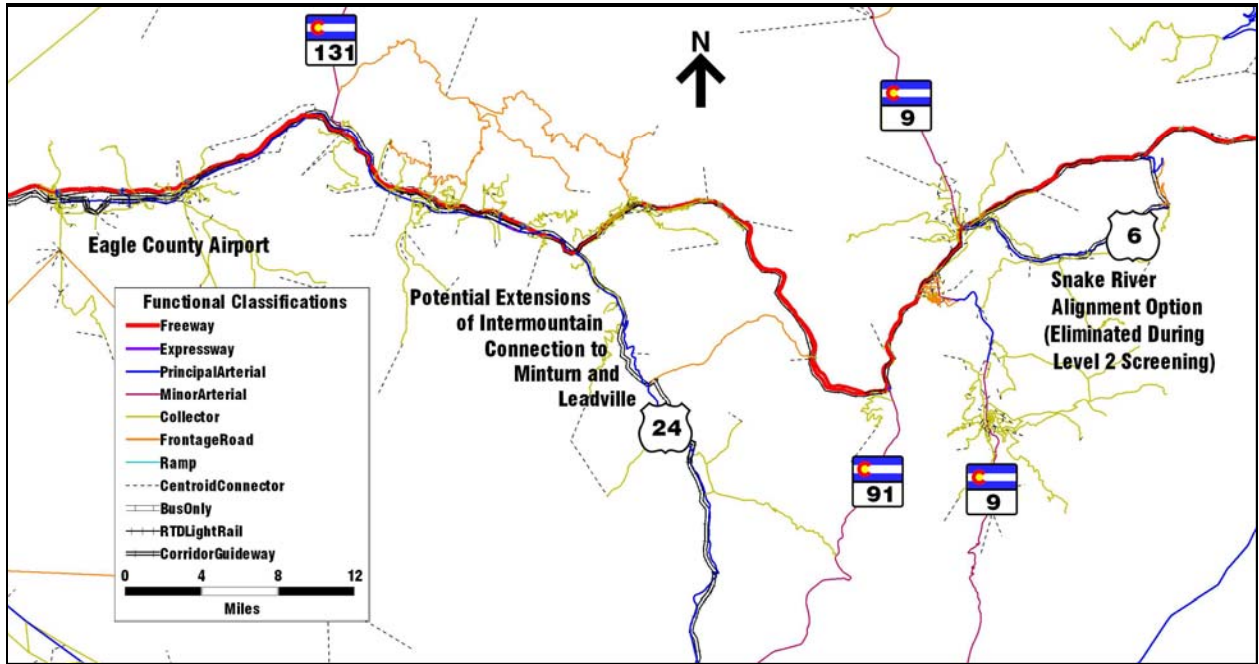 131
N
9
Eagle County Airport
6
Potential Extensions
of Intermountain
Connection to
Minturn and
Leadville
Snake River
Alignment Option
(Eliminated During
Level 2 Screening)
24
91
9
Functional Classifications
Freeway
Expressway
PrincipalArterial
MinorArterial
Collector
FrontageRoad
Ramp
CentroidConnector
BusOnly
RTDLightRail
CorridorGuideway
0 4 8 12
Miles